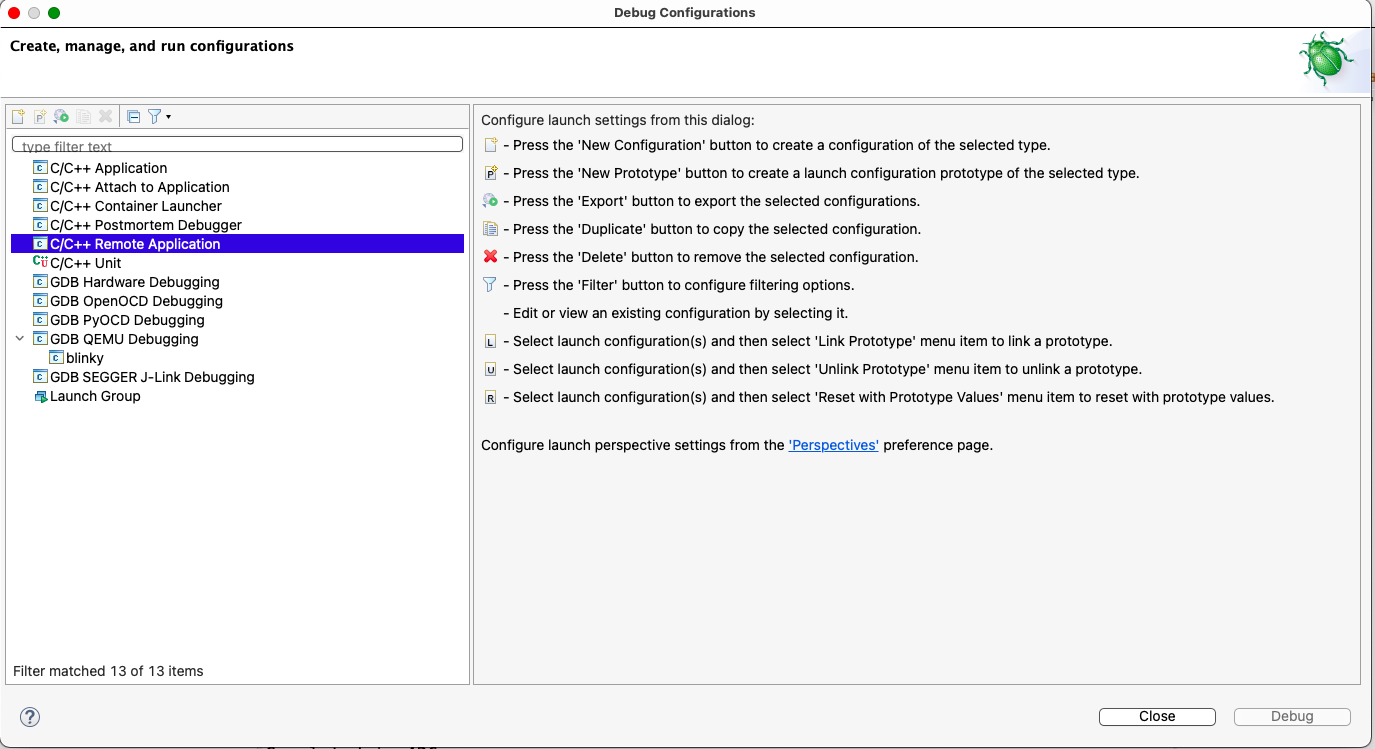 Debug Configurations
Create, manage, and run configurations
type filter text
C/C++ Application
C/C++ Attach to Application
C/C++ Container Launcher
C/C++ Postmortem Debugger
C/C++ Remote Application
C/C++ Unit
GDB Hardware Debugging
GDB OpenOCD Debugging
GDB PyOCD Debugging
GDB QEMU Debugging
blinky
GDB SEGGER J-Link Debugging
Launch Group
Filter matched 13 of 13 items
Configure launch settings from this dialog:
- Press the 'New Configuration' button to create a configuration of the selected type.
- Press the 'New Prototype' button to create a launch configuration prototype of the selected type.
- Press the 'Export' button to export the selected configurations.
- Press the 'Duplicate' button to copy the selected configuration.
- Press the 'Delete' button to remove the selected configuration.
- Press the 'Filter' button to configure filtering options.
- Edit or view an existing configuration by selecting it.
L - Select launch configuration(s) and then select 'Link Prototype' menu item to link a prototype.
U - Select launch configuration(s) and then select 'Unlink Prototype' menu item to unlink a prototype.
R - Select launch configuration(s) and then select 'Reset with Prototype Values' menu item to reset with prototype values.
Configure launch perspective settings from the 'Perspectives' preference page.
?
Close
Debug